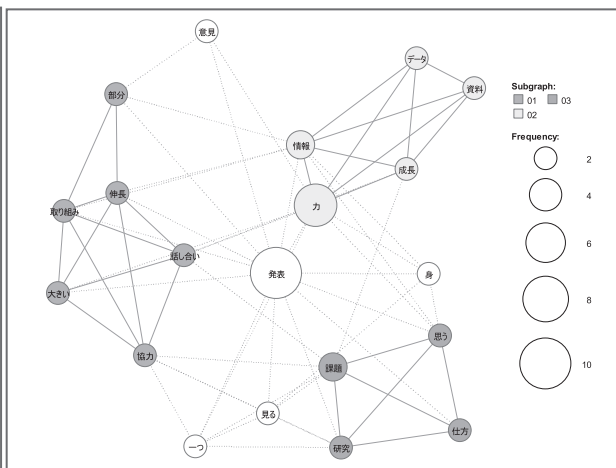 意見
データ
資料
部分
情報
成長
伸長
取り組み
力
話し合い
発表
身
大きい
思う
協力
課題
見る
仕方
一つ
研究
Subgraph:
01 03
02
Frequency:
2
4
6
8
10